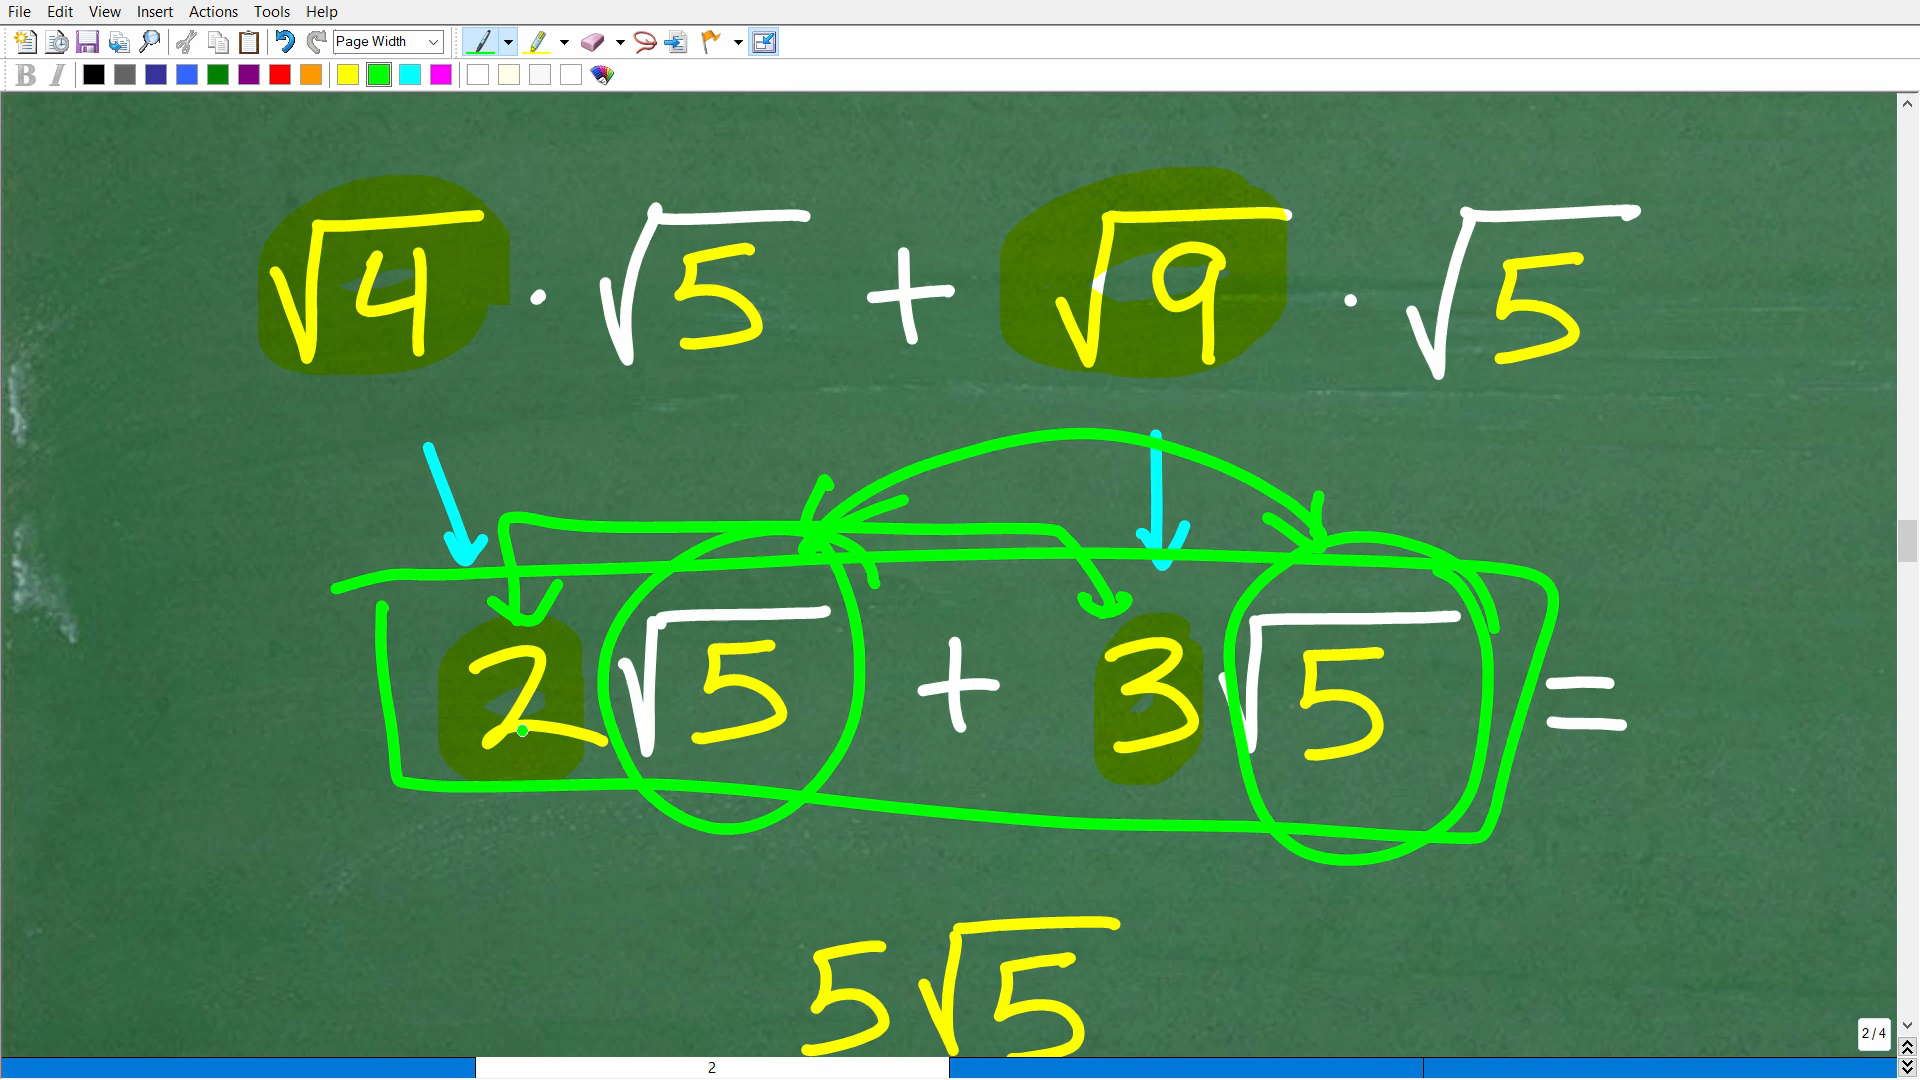 File Edit View Insert Actions Tools Help
Page Width
B I
√4 · √5 + √9 · √5
2√5 + 3√5 =
5√5
2 / 4
2